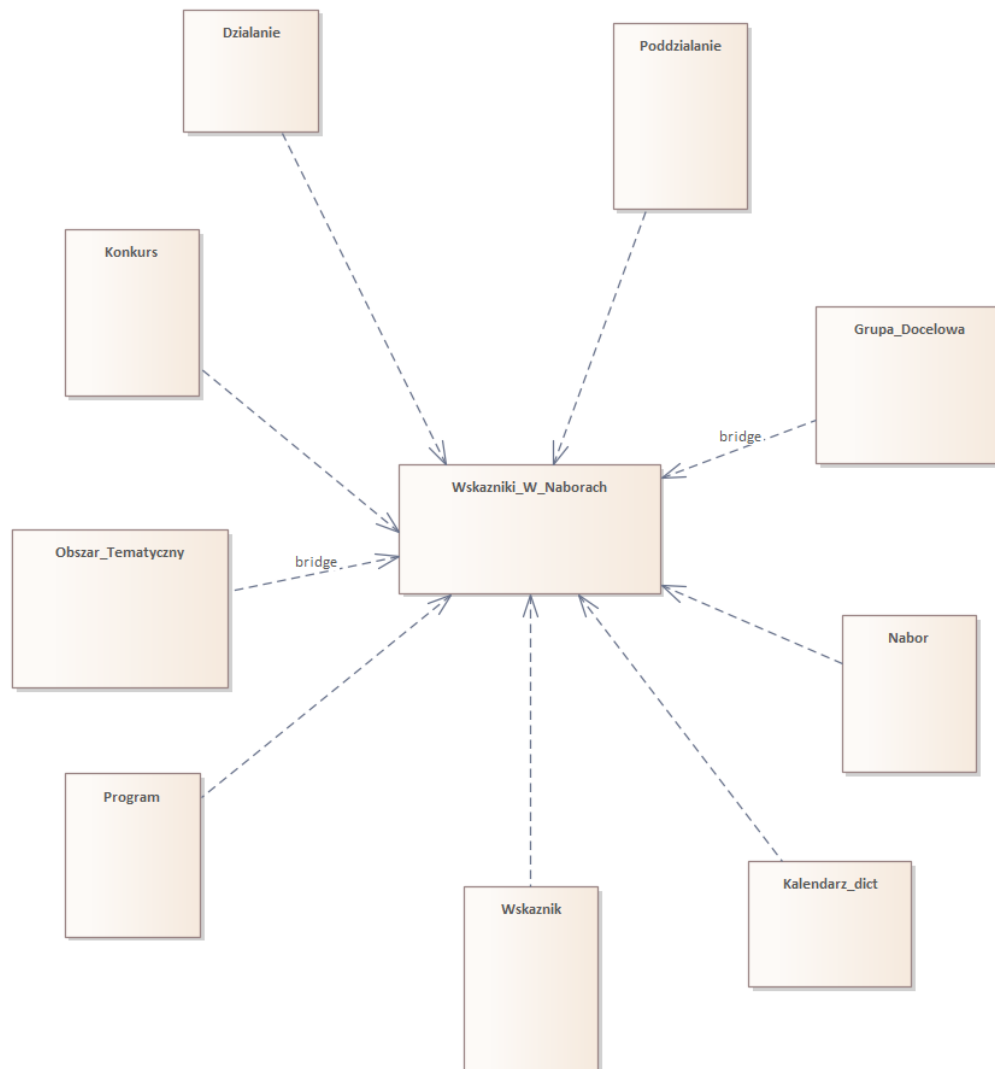 Dzialanie
Poddzialanie
Konkurs
Grupa_Docelowa
bridge
Wskazniki_W_Naborach
Obszar_Tematyczny
bridge
Nabor
Program
Kalendarz_dict
Wskaznik